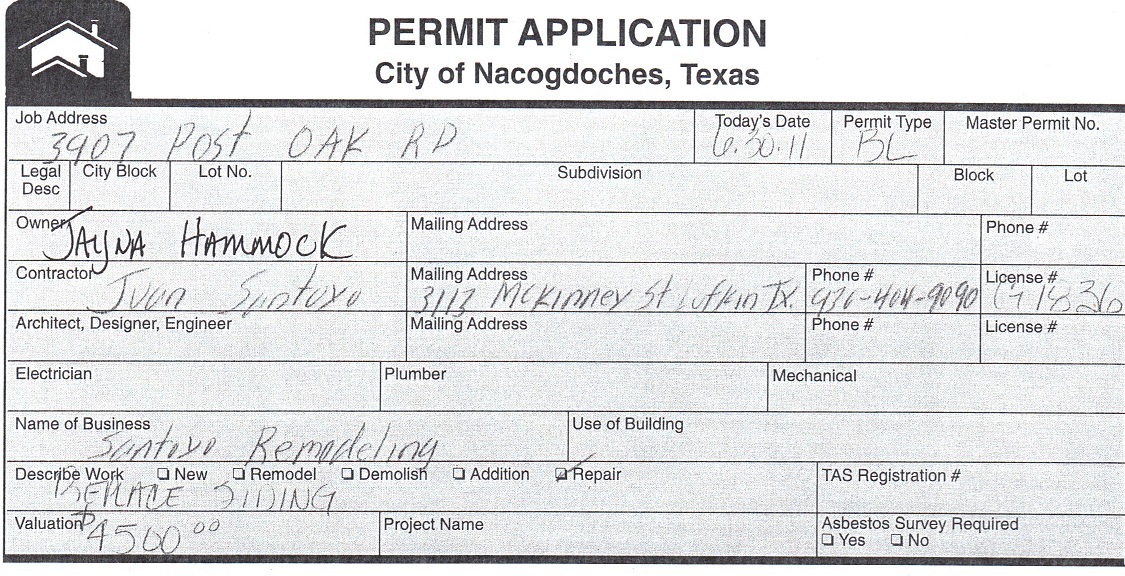 PERMIT APPLICATION
City of Nacogdoches, Texas
Job Address Today's Date Permit Type Master Permit No.
3907 POST OAK RD 6.30.11 BL
Legal Desc City Block Lot No. Subdivision Block Lot
Owner JAYNA HAMMOCK Mailing Address Phone #
Contractor Mailing Address Phone # License #
Juan Santoyo 3113 McKinney St Lufkin TX. 936-404-9090
Architect, Designer, Engineer Mailing Address Phone # License #
Electrician Plumber Mechanical
Name of Business Use of Building
Santoyo Remodeling
Describe Work ❏ New ❏ Remodel ❏ Demolish ❏ Addition ☑ Repair TAS Registration #
REPLACE SIDING
Valuation Project Name Asbestos Survey Required
$4500 00 ❏ Yes ❏ No